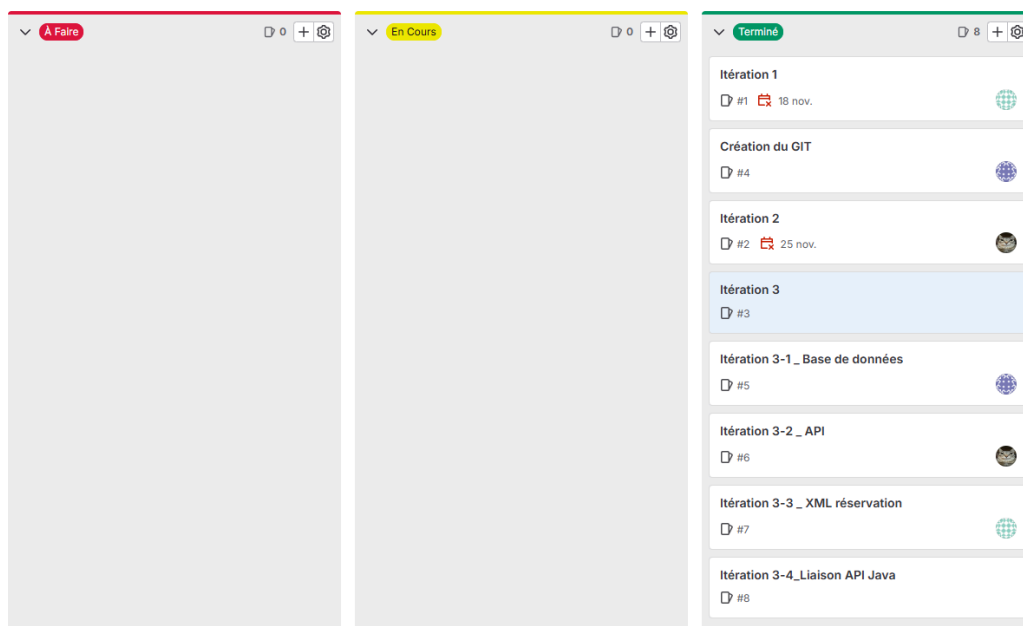 À Faire
0
En Cours
0
Terminé
8
Itération 1
#1 18 nov.
Création du GIT
#4
Itération 2
#2 25 nov.
Itération 3
#3
Itération 3-1 _ Base de données
#5
Itération 3-2 _ API
#6
Itération 3-3 _ XML réservation
#7
Itération 3-4_Liaison API Java
#8